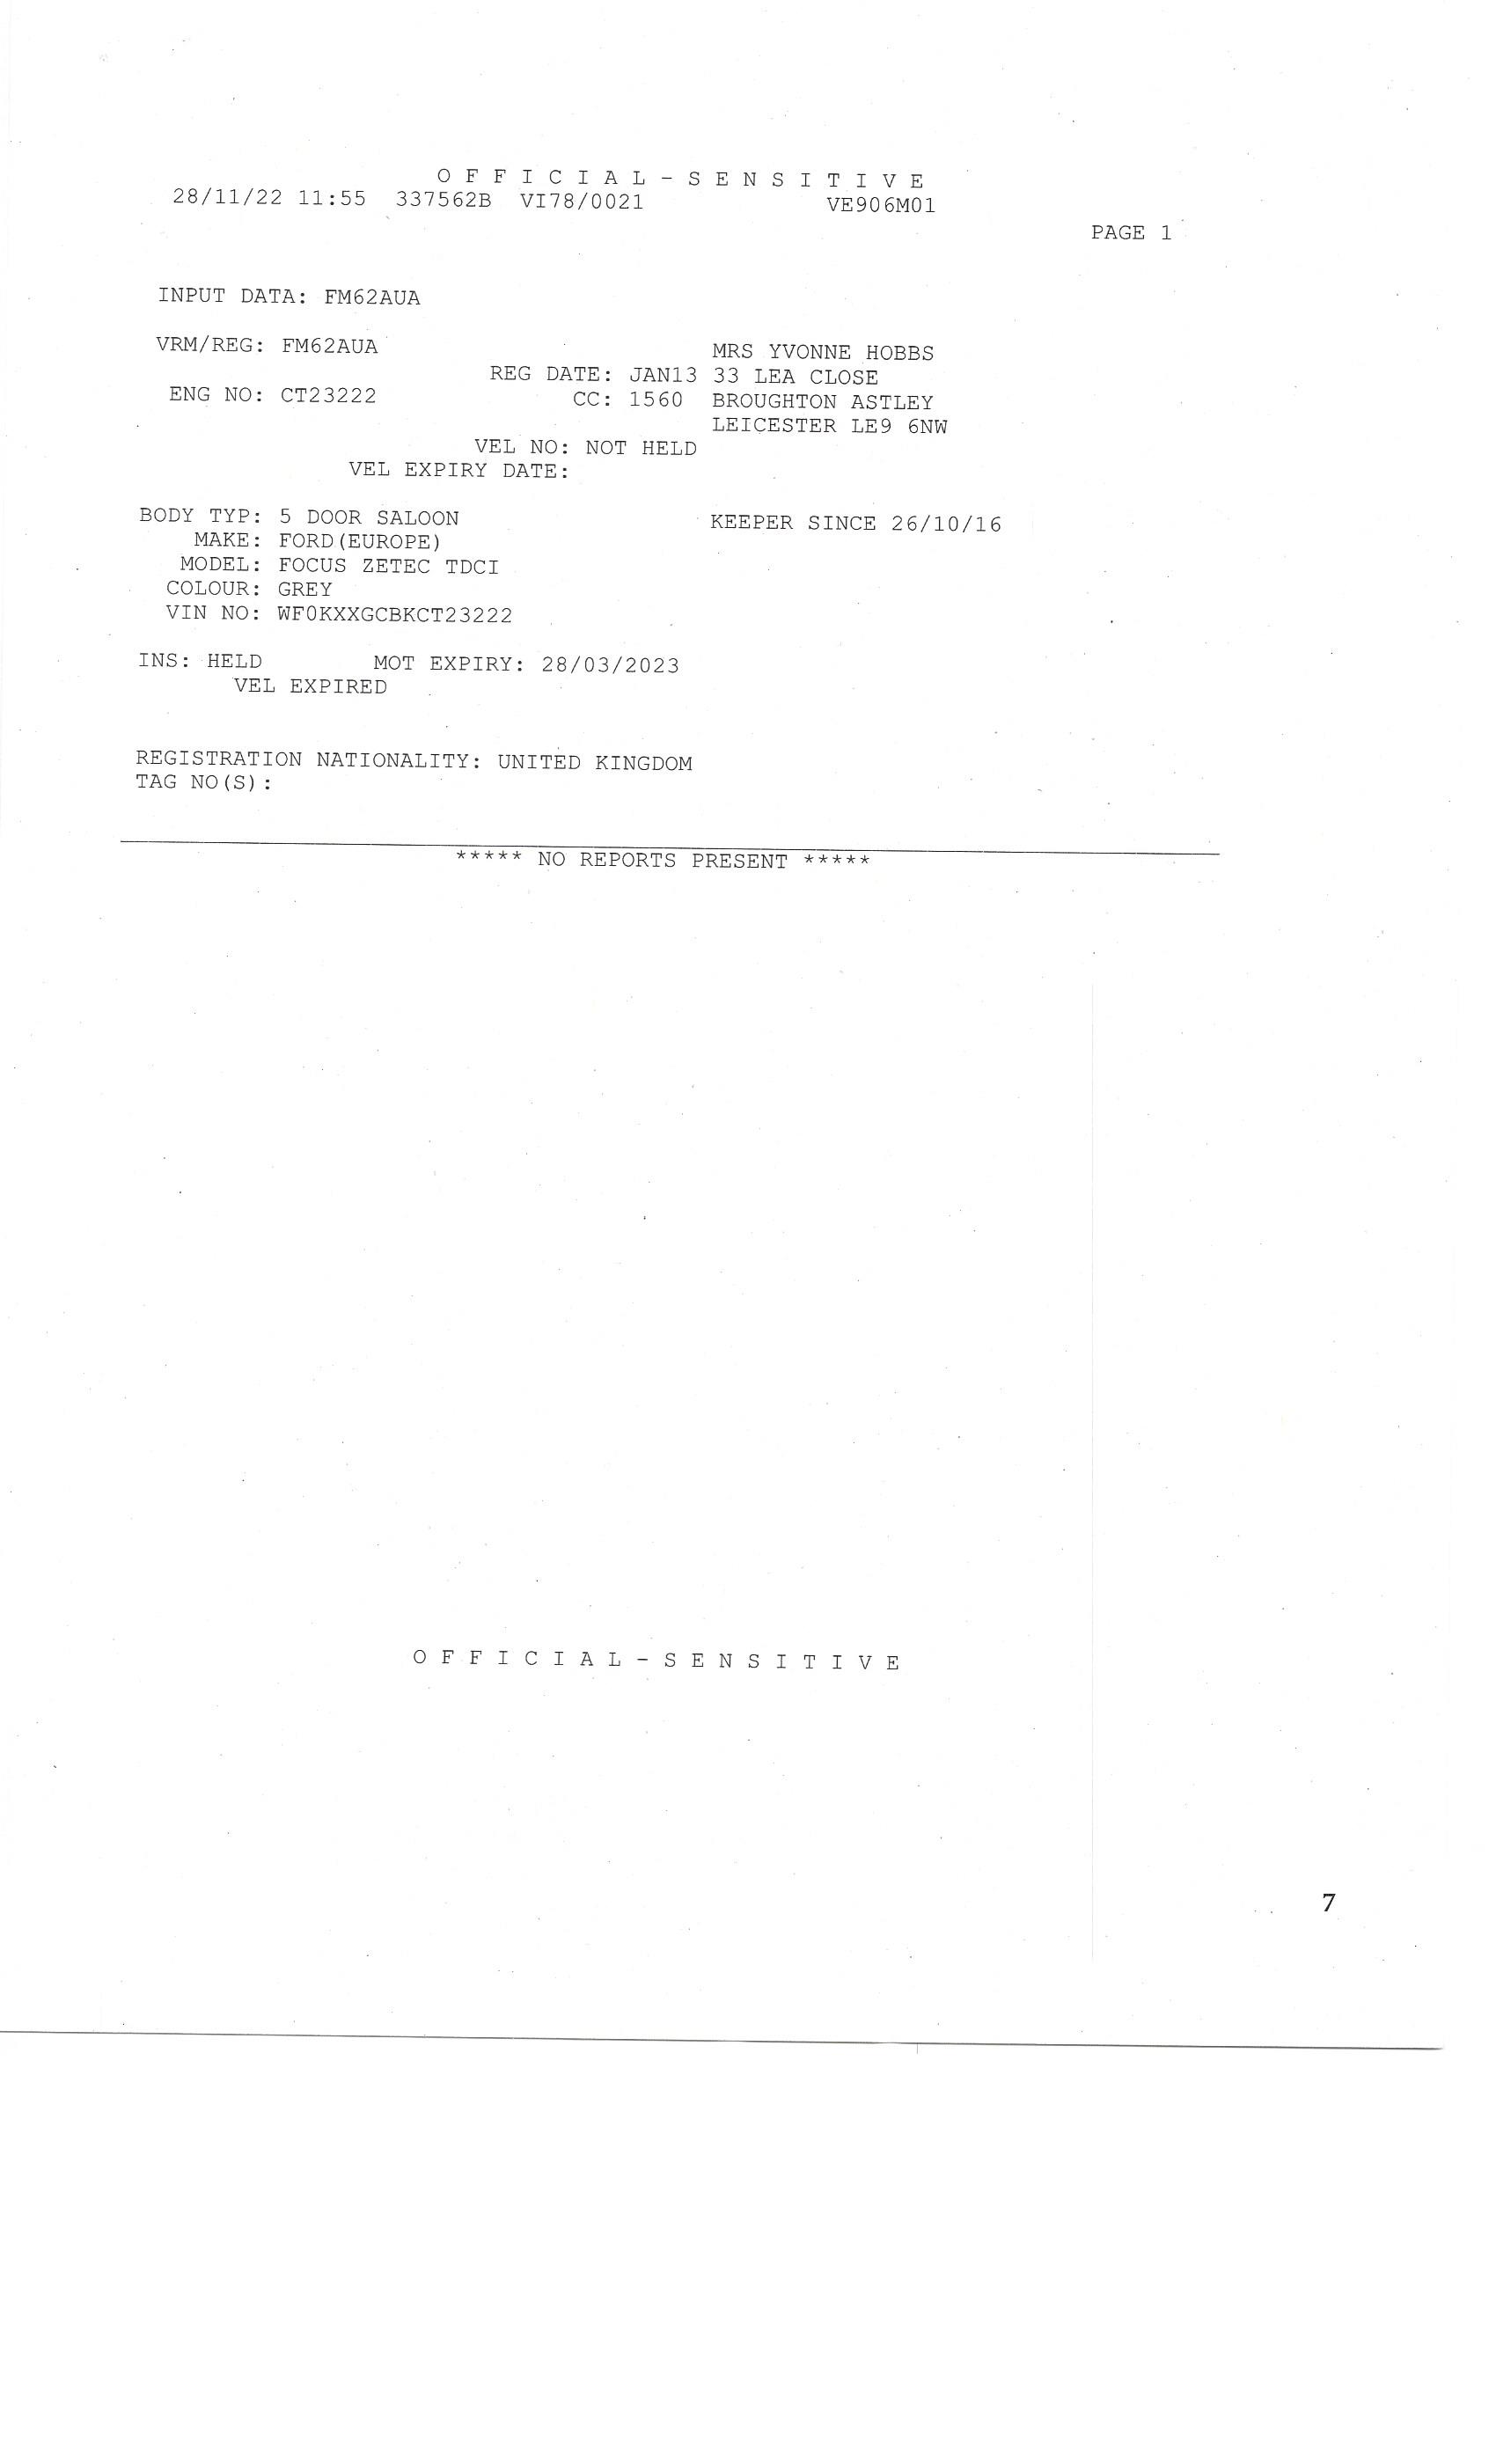 O F F I C I A L - S E N S I T I V E
28/11/22 11:55 337562B VI78/0021 VE906M01
PAGE 1
INPUT DATA: FM62AUA
VRM/REG: FM62AUA MRS YVONNE HOBBS
REG DATE: JAN13 33 LEA CLOSE
ENG NO: CT23222 CC: 1560 BROUGHTON ASTLEY
LEICESTER LE9 6NW
VEL NO: NOT HELD
VEL EXPIRY DATE:
BODY TYP: 5 DOOR SALOON KEEPER SINCE 26/10/16
MAKE: FORD(EUROPE)
MODEL: FOCUS ZETEC TDCI
COLOUR: GREY
VIN NO: WF0KXXGCBKCT23222
INS: HELD MOT EXPIRY: 28/03/2023
VEL EXPIRED
REGISTRATION NATIONALITY: UNITED KINGDOM
TAG NO(S):
***** NO REPORTS PRESENT *****
O F F I C I A L - S E N S I T I V E
7